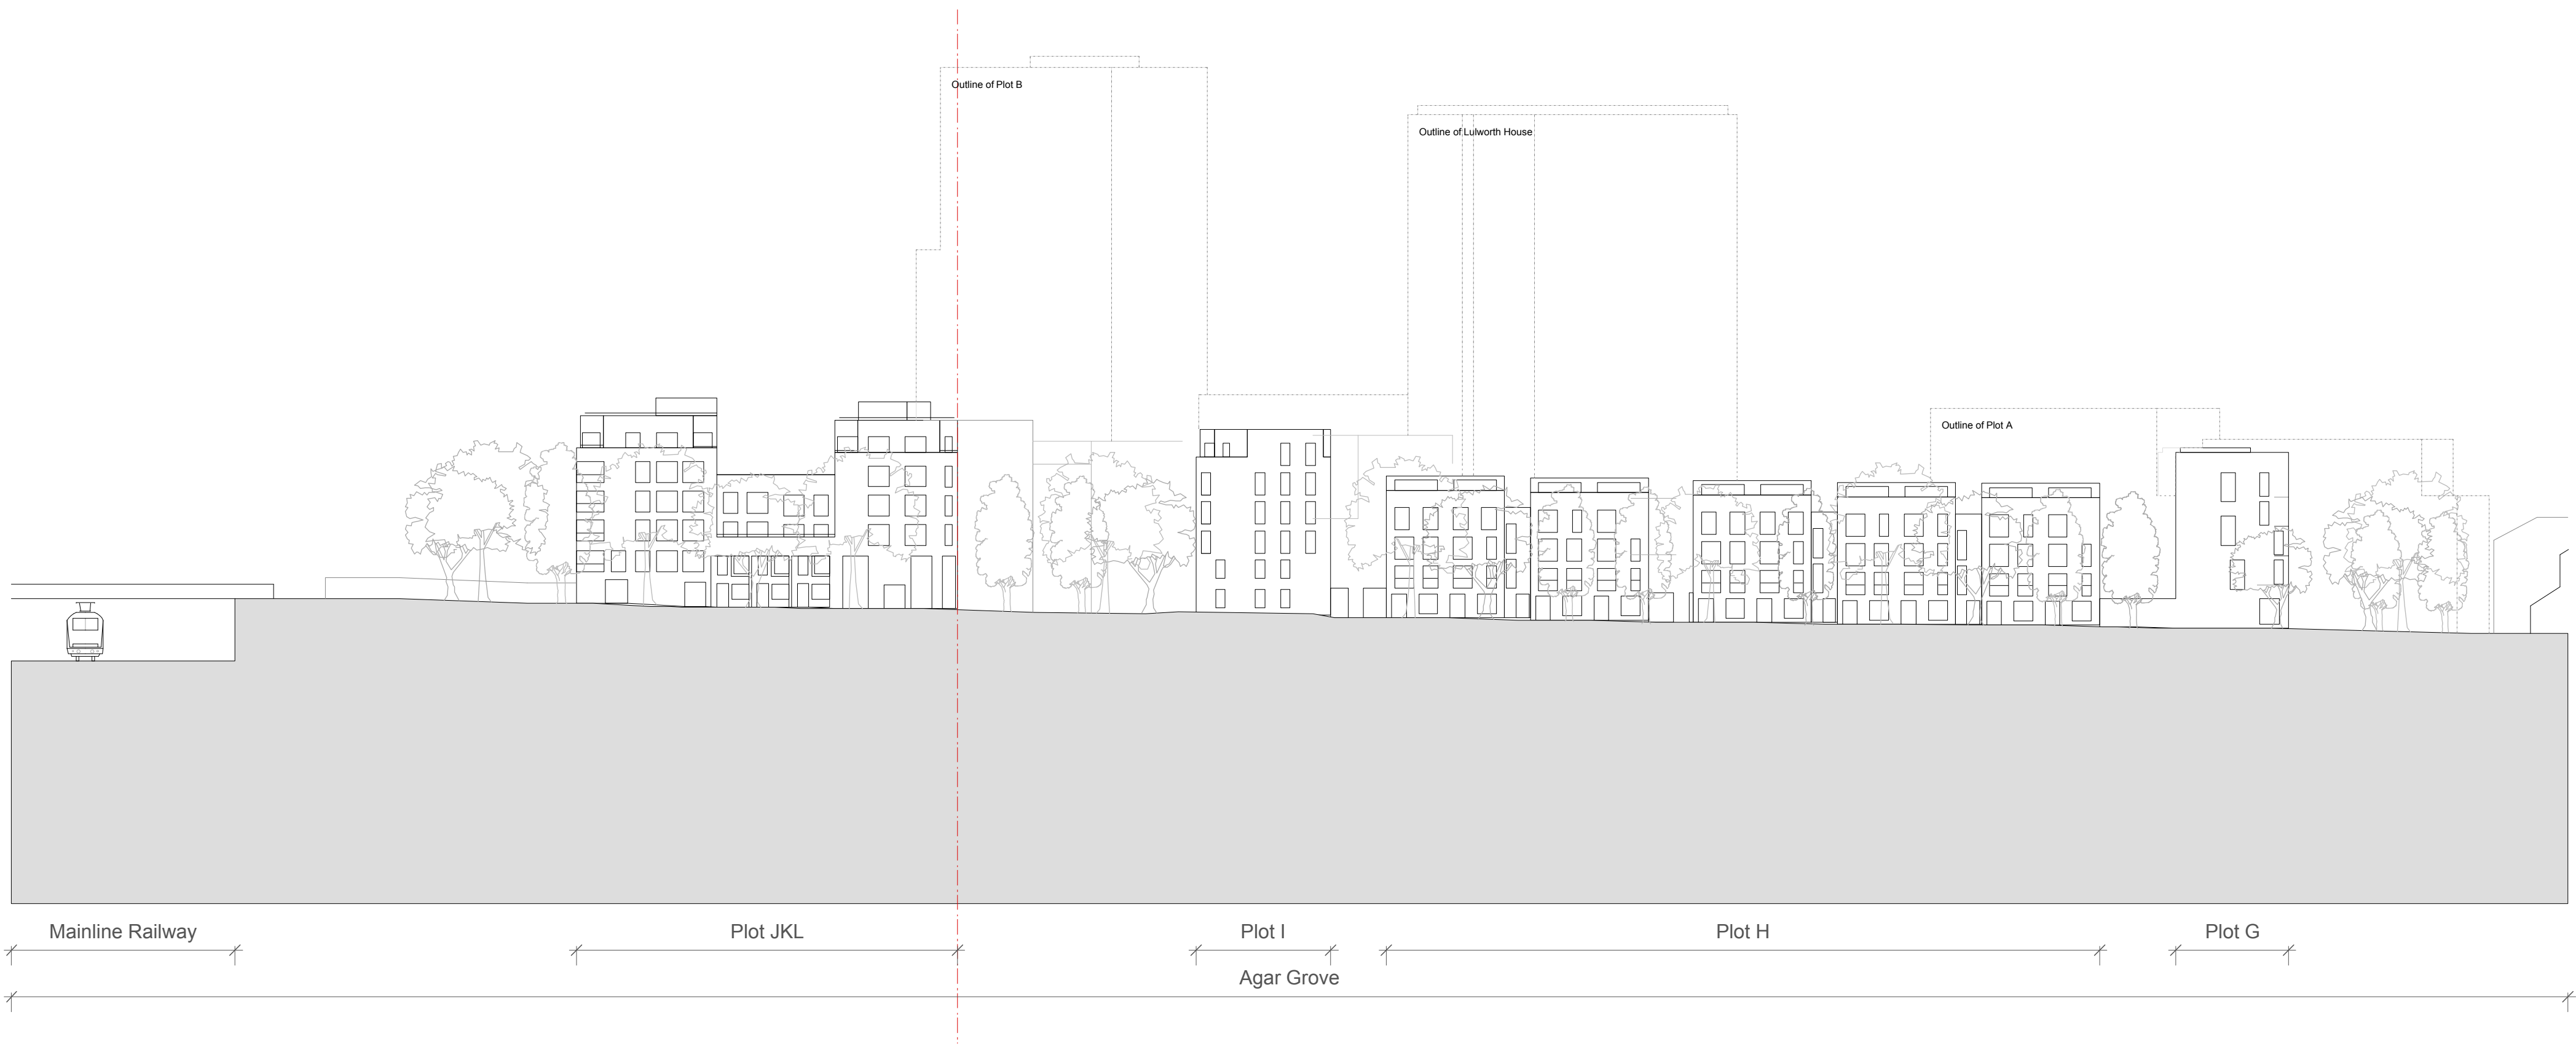 Outline of Plot B
Outline of Lulworth House
Outline of Plot A
Mainline Railway
Plot JKL
Plot I
Plot H
Plot G
Agar Grove